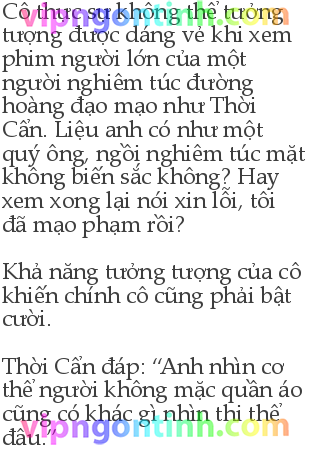 Cô thực sự không thể tưởng
tượng được dáng vẻ khi xem
phim người lớn của một
người nghiêm túc đường
hoàng đạo mạo như Thời
Cẩn. Liệu anh có như một
quý ông, ngồi nghiêm túc mặt
không biến sắc không? Hay
xem xong lại nói xin lỗi, tôi
đã mạo phạm rồi?
Khả năng tưởng tượng của cô
khiến chính cô cũng phải bật
cười.
Thời Cẩn đáp: “Anh nhìn cơ
thể người không mặc quần áo
cũng có khác gì nhìn thi thể
đâu.”
vipngontinh.com
vipngontinh.com